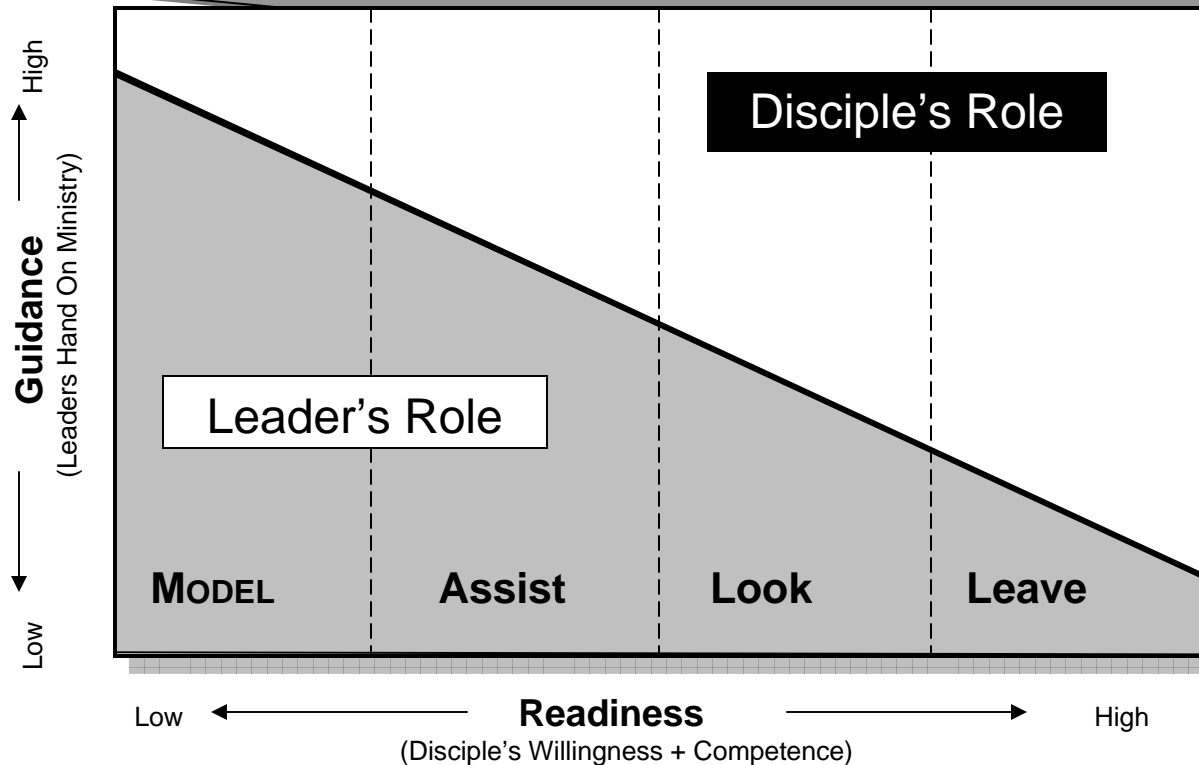 High
Guidance
(Leaders Hand On Ministry)
Low
Disciple’s Role
Leader’s Role
MODEL
Assist
Look
Leave
Low
Readiness
High
(Disciple’s Willingness + Competence)